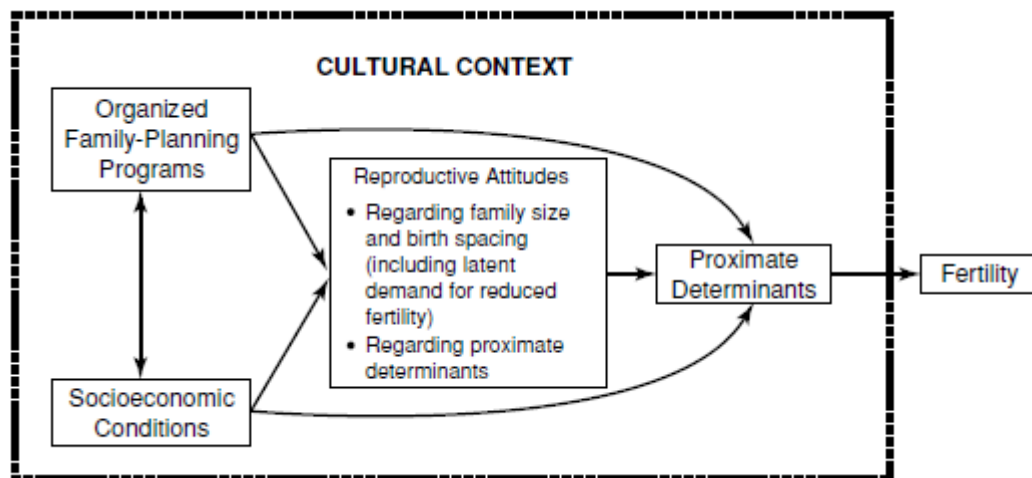 CULTURAL CONTEXT
Organized
Family-Planning
Programs
Reproductive Attitudes
• Regarding family size
and birth spacing
(including latent
demand for reduced
fertility)
• Regarding proximate
determinants
Proximate
Determinants
Fertility
Socioeconomic
Conditions